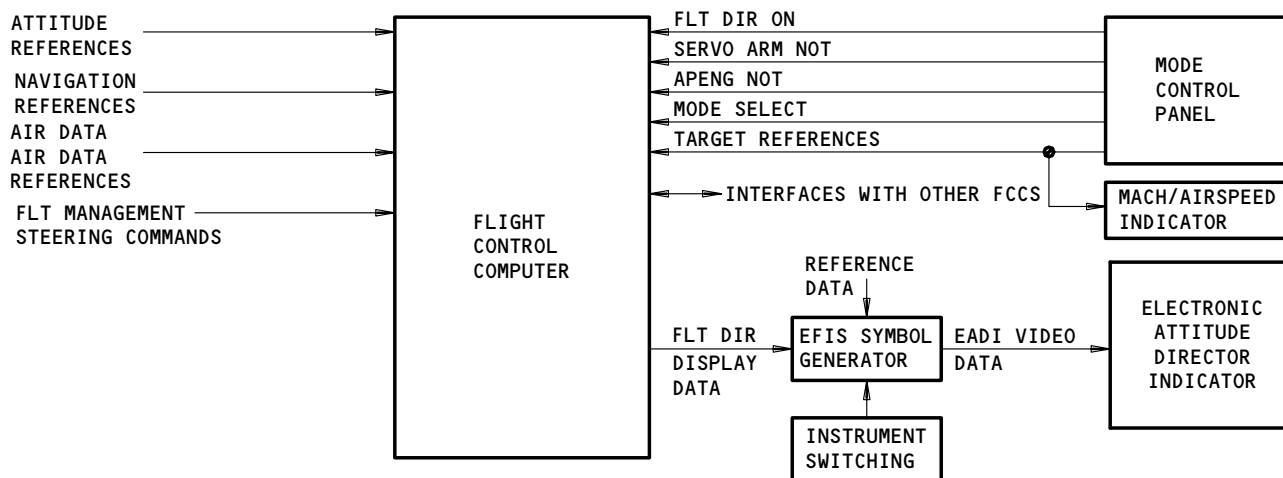 ATTITUDE
REFERENCES
NAVIGATION
REFERENCES
AIR DATA
AIR DATA
REFERENCES
FLT MANAGEMENT
STEERING COMMANDS
FLIGHT
CONTROL
COMPUTER
FLT DIR ON
SERVO ARM NOT
APENG NOT
MODE SELECT
TARGET REFERENCES
INTERFACES WITH OTHER FCCS
MODE
CONTROL
PANEL
MACH/AIRSPEED
INDICATOR
REFERENCE
DATA
FLT DIR
DISPLAY
DATA
EFIS SYMBOL
GENERATOR
EADI VIDEO
DATA
ELECTRONIC
ATTITUDE
DIRECTOR
INDICATOR
INSTRUMENT
SWITCHING